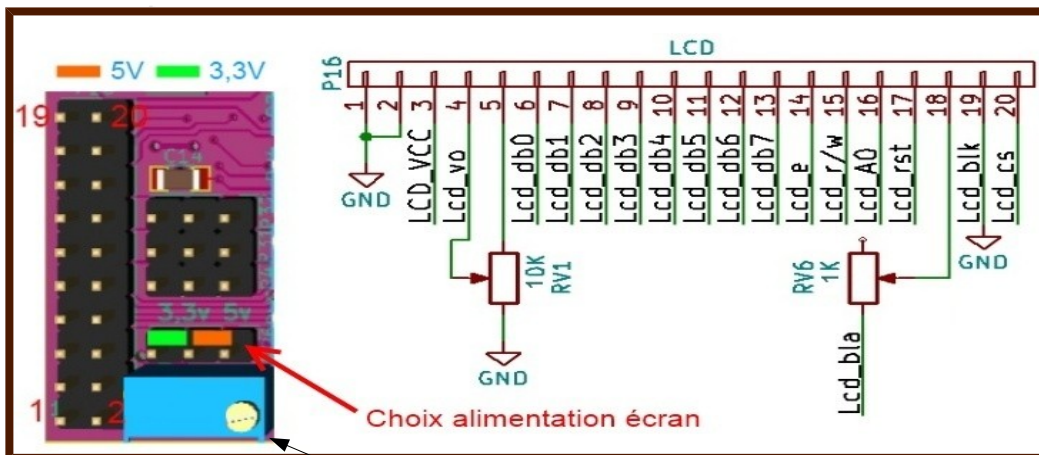 5V 3,3V
19 20
C14
3,3v 5v
1 2
Choix alimentation écran
LCD
P16
1 2 3 4 5 6 7 8 9 10 11 12 13 14 15 16 17 18 19 20
LCD_VCC
Lcd_vo
Lcd_db0
Lcd_db1
Lcd_db2
Lcd_db3
Lcd_db4
Lcd_db5
Lcd_db6
Lcd_db7
Lcd_e
Lcd_r/w
Lcd_A0
Lcd_rst
Lcd_blk
Lcd_cs
GND
10K
RV1
GND
RV6
1K
GND
Lcd_bla